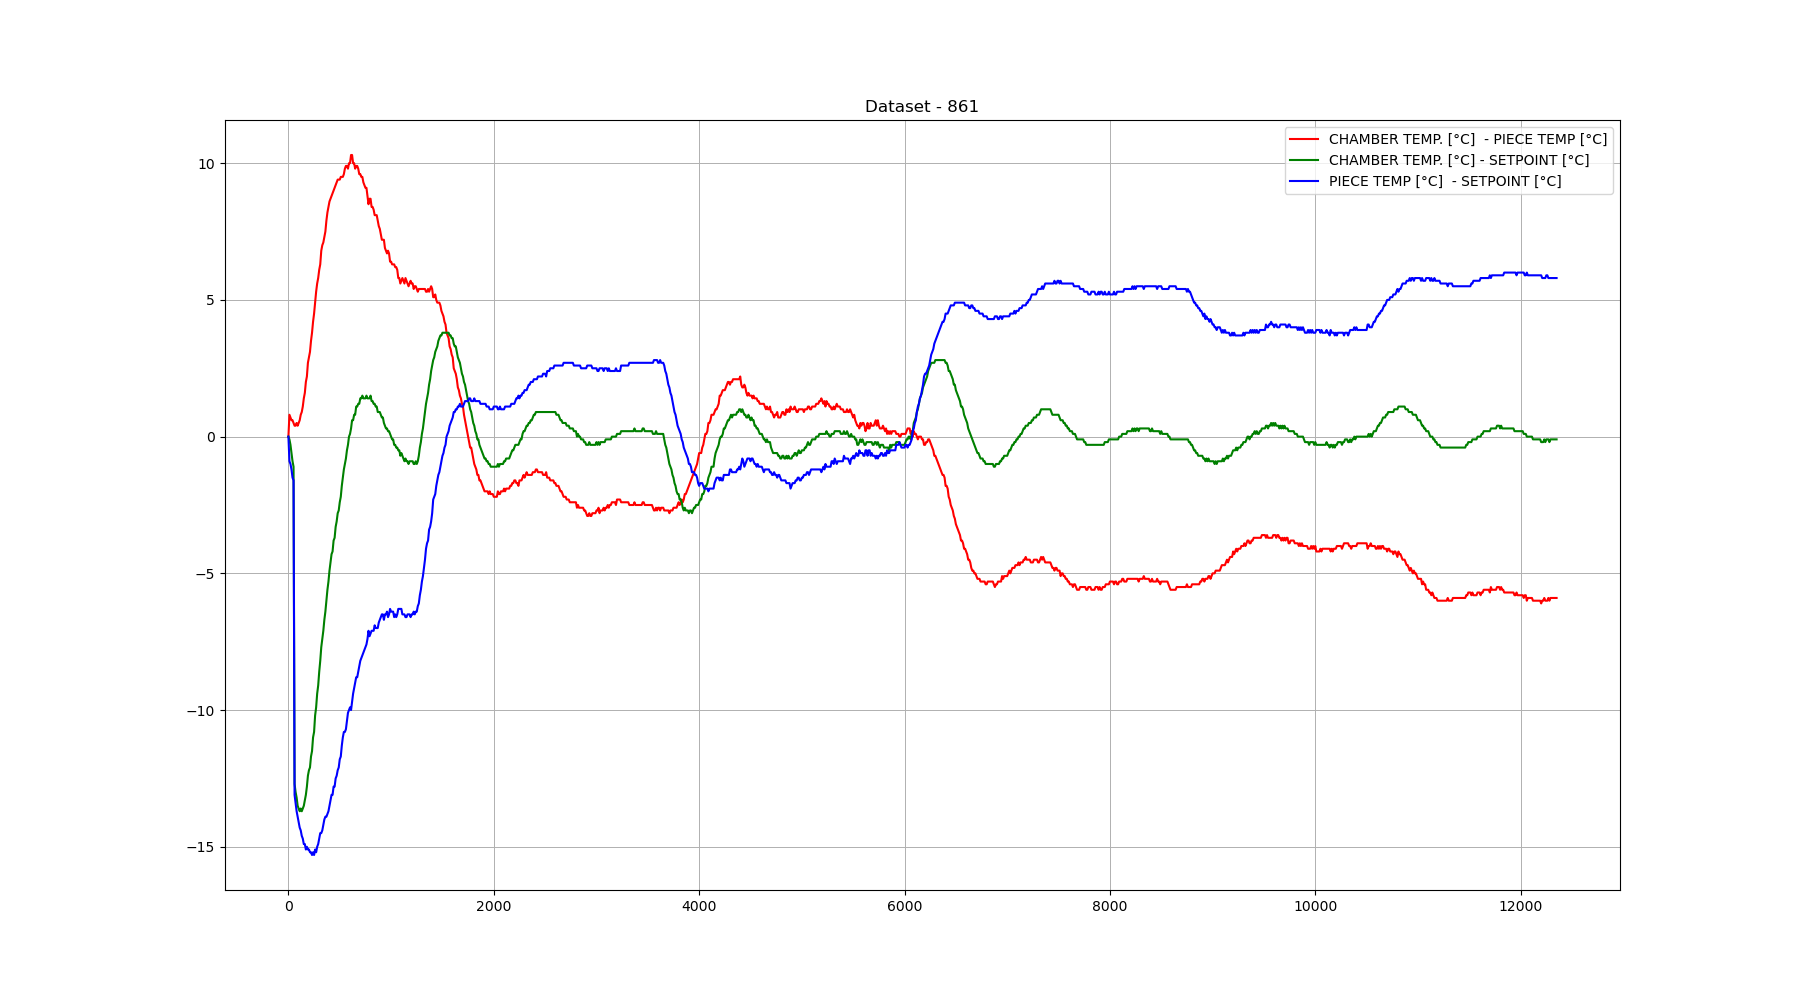 Dataset - 861
CHAMBER TEMP. [°C]  - PIECE TEMP [°C]
CHAMBER TEMP. [°C] - SETPOINT [°C]
PIECE TEMP [°C]  - SETPOINT [°C]
10
5
0
−5
−10
−15
0 2000 4000 6000 8000 10000 12000